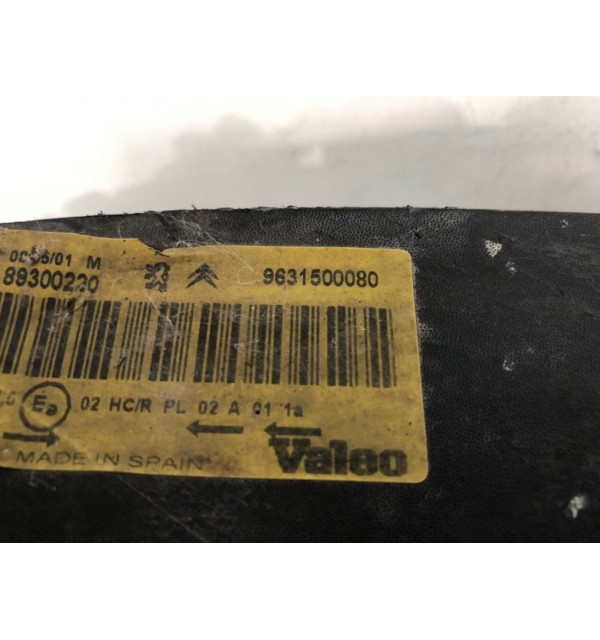 M 9631500080
89300220
02 HC/R PL 02 A 01 1a
MADE IN SPAIN
Valeo